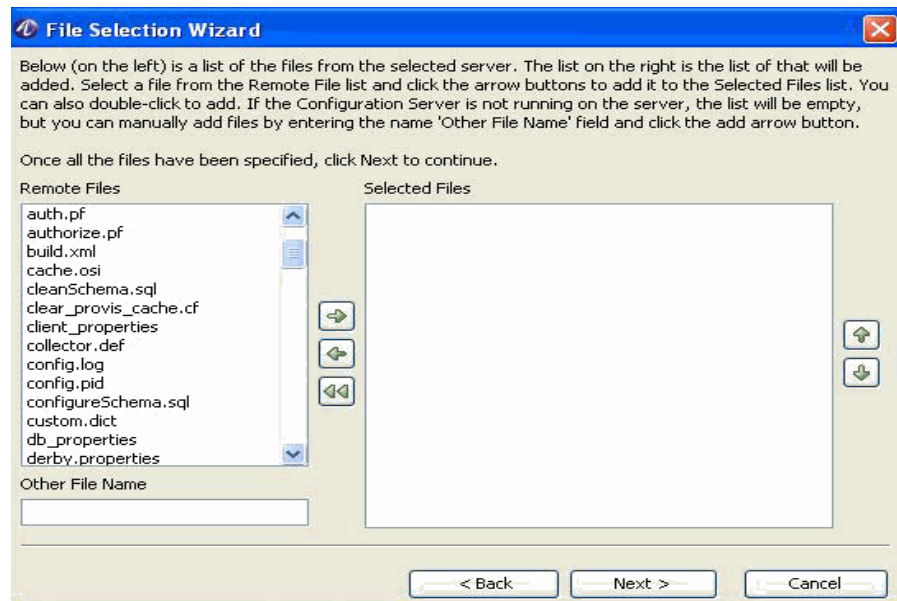 File Selection Wizard
Below (on the left) is a list of the files from the selected server. The list on the right is the list of that will be
added. Select a file from the Remote File list and click the arrow buttons to add it to the Selected Files list. You
can also double-click to add. If the Configuration Server is not running on the server, the list will be empty,
but you can manually add files by entering the name 'Other File Name' field and click the add arrow button.
Once all the files have been specified, click Next to continue.
Remote Files
Selected Files
auth.pf
authorize.pf
build.xml
cache.osi
cleanSchema.sql
clear_provis_cache.cf
client_properties
collector.def
config.log
config.pid
configureSchema.sql
custom.dict
db_properties
derby.properties
Other File Name
< Back
Next >
Cancel